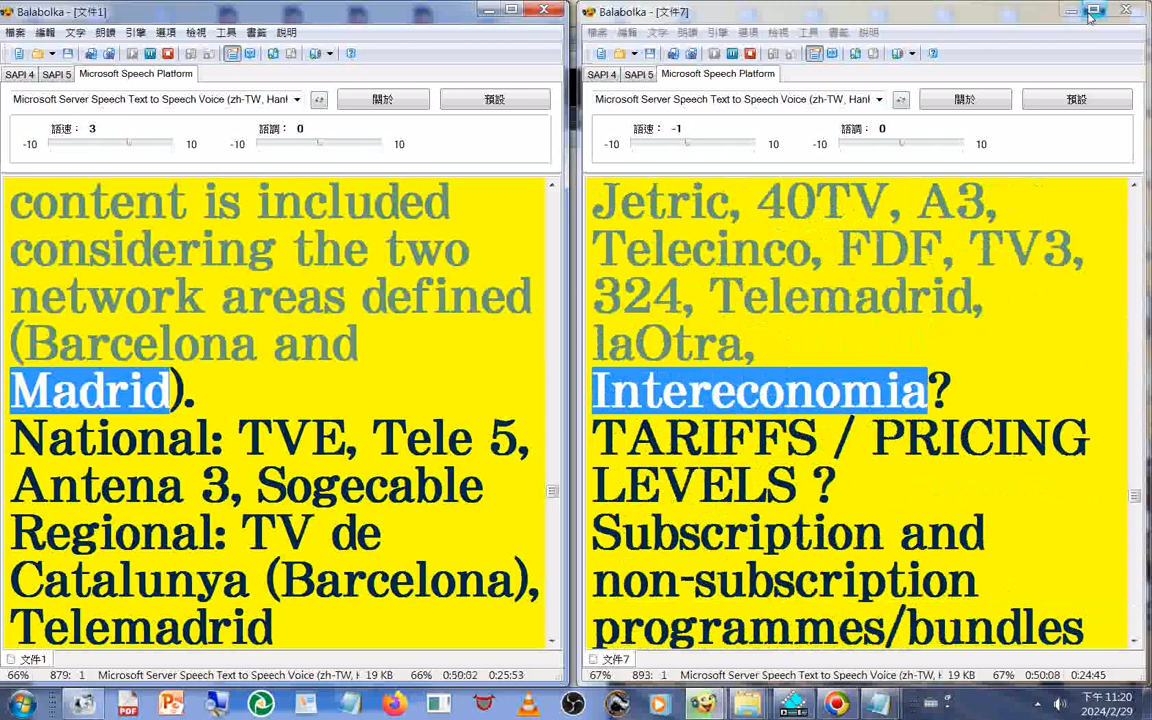 Balabolka - [文件1]
檔案 編輯 文字 朗讀 引擎 選項 檢視 工具 書籤 說明
SAPI 4 SAPI 5 Microsoft Speech Platform
Microsoft Server Speech Text to Speech Voice (zh-TW, Hanl
關於
預設
語速： 3
語調： 0
-10 10 -10 10
content is included
considering the two
network areas defined
(Barcelona and
Madrid).
National: TVE, Tele 5,
Antena 3, Sogecable
Regional: TV de
Catalunya (Barcelona),
Telemadrid
文件1
66% 879: 1 Microsoft Server Speech Text to Speech Voice (zh-TW, H 19 KB 66% 0:50:02 0:25:53
Balabolka - [文件7]
檔案 編輯 文字 朗讀 引擎 選項 檢視 工具 書籤 說明
SAPI 4 SAPI 5 Microsoft Speech Platform
Microsoft Server Speech Text to Speech Voice (zh-TW, Hanl
關於
預設
語速： -1
語調： 0
-10 10 -10 10
Jetric, 40TV, A3,
Telecinco, FDF, TV3,
324, Telemadrid,
laOtra,
Intereconomia?
TARIFFS / PRICING
LEVELS ?
Subscription and
non-subscription
programmes/bundles
文件7
67% 893: 1 Microsoft Server Speech Text to Speech Voice (zh-TW, H 19 KB 67% 0:50:08 0:24:45
下午 11:20
2024/2/29